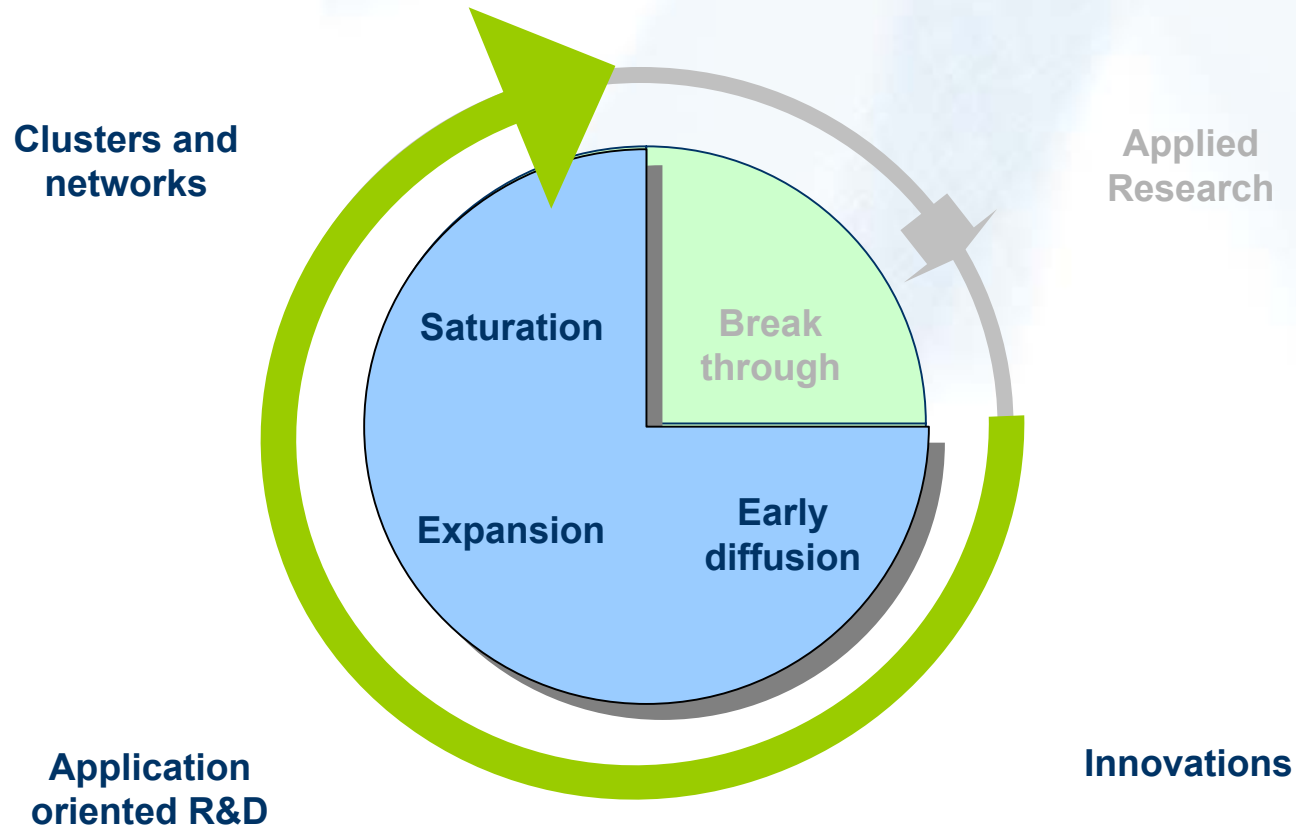 Clusters and
networks
Applied
Research
Saturation
Break
through
Expansion
Early
diffusion
Application
oriented R&D
Innovations